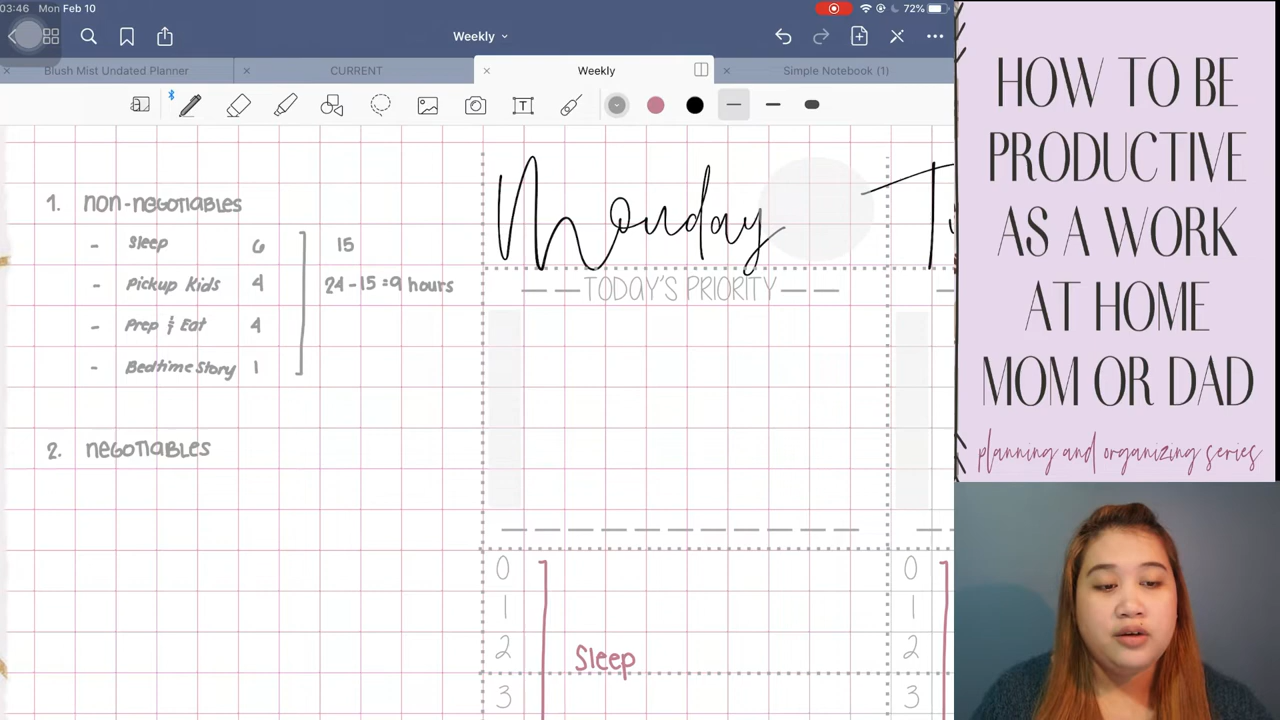 03:46 Mon Feb 10
72%
Weekly
Blush Mist Undated Planner
CURRENT
Weekly
Simple Notebook (1)
1. NON-NEGOTIABLES
- Sleep 6
- Pickup Kids 4
- Prep & Eat 4
- Bedtime Story 1
15
24-15=9 hours
2. NEGOTIABLES
Monday
TODAY'S PRIORITY
0
1
2
3
Sleep
0
1
2
3
HOW TO BE
PRODUCTIVE
AS A WORK
AT HOME
MOM OR DAD
planning and organizing series